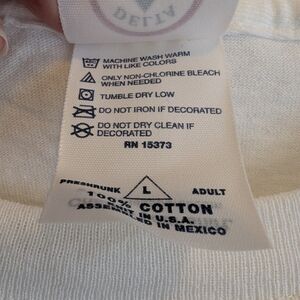 DELTA
MACHINE WASH WARM
WITH LIKE COLORS
ONLY NON-CHLORINE BLEACH
WHEN NEEDED
TUMBLE DRY LOW
DO NOT IRON IF DECORATED
DO NOT DRY CLEAN IF
DECORATED
RN 15373
PRESHRUNK L ADULT
100% COTTON
IN U.S.A.
ASSEMBLED IN MEXICO